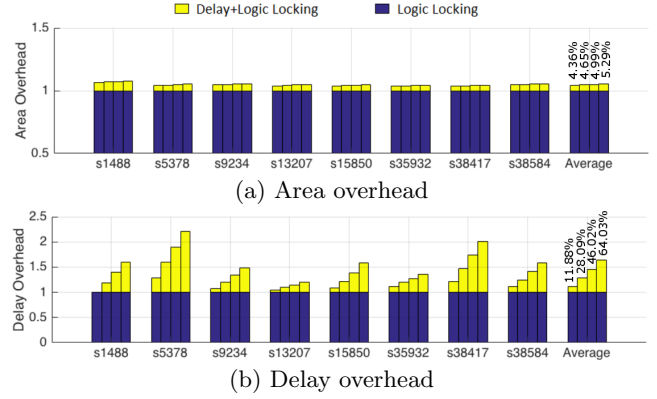 Delay+Logic Locking Logic Locking
Area Overhead
1.5
1
0.5
4.36%
4.65%
4.99%
5.29%
s1488 s5378 s9234 s13207 s15850 s35932 s38417 s38584 Average
(a) Area overhead
Delay Overhead
2.5
2
1.5
1
0.5
0
11.88%
28.09%
46.02%
64.03%
s1488 s5378 s9234 s13207 s15850 s35932 s38417 s38584 Average
(b) Delay overhead